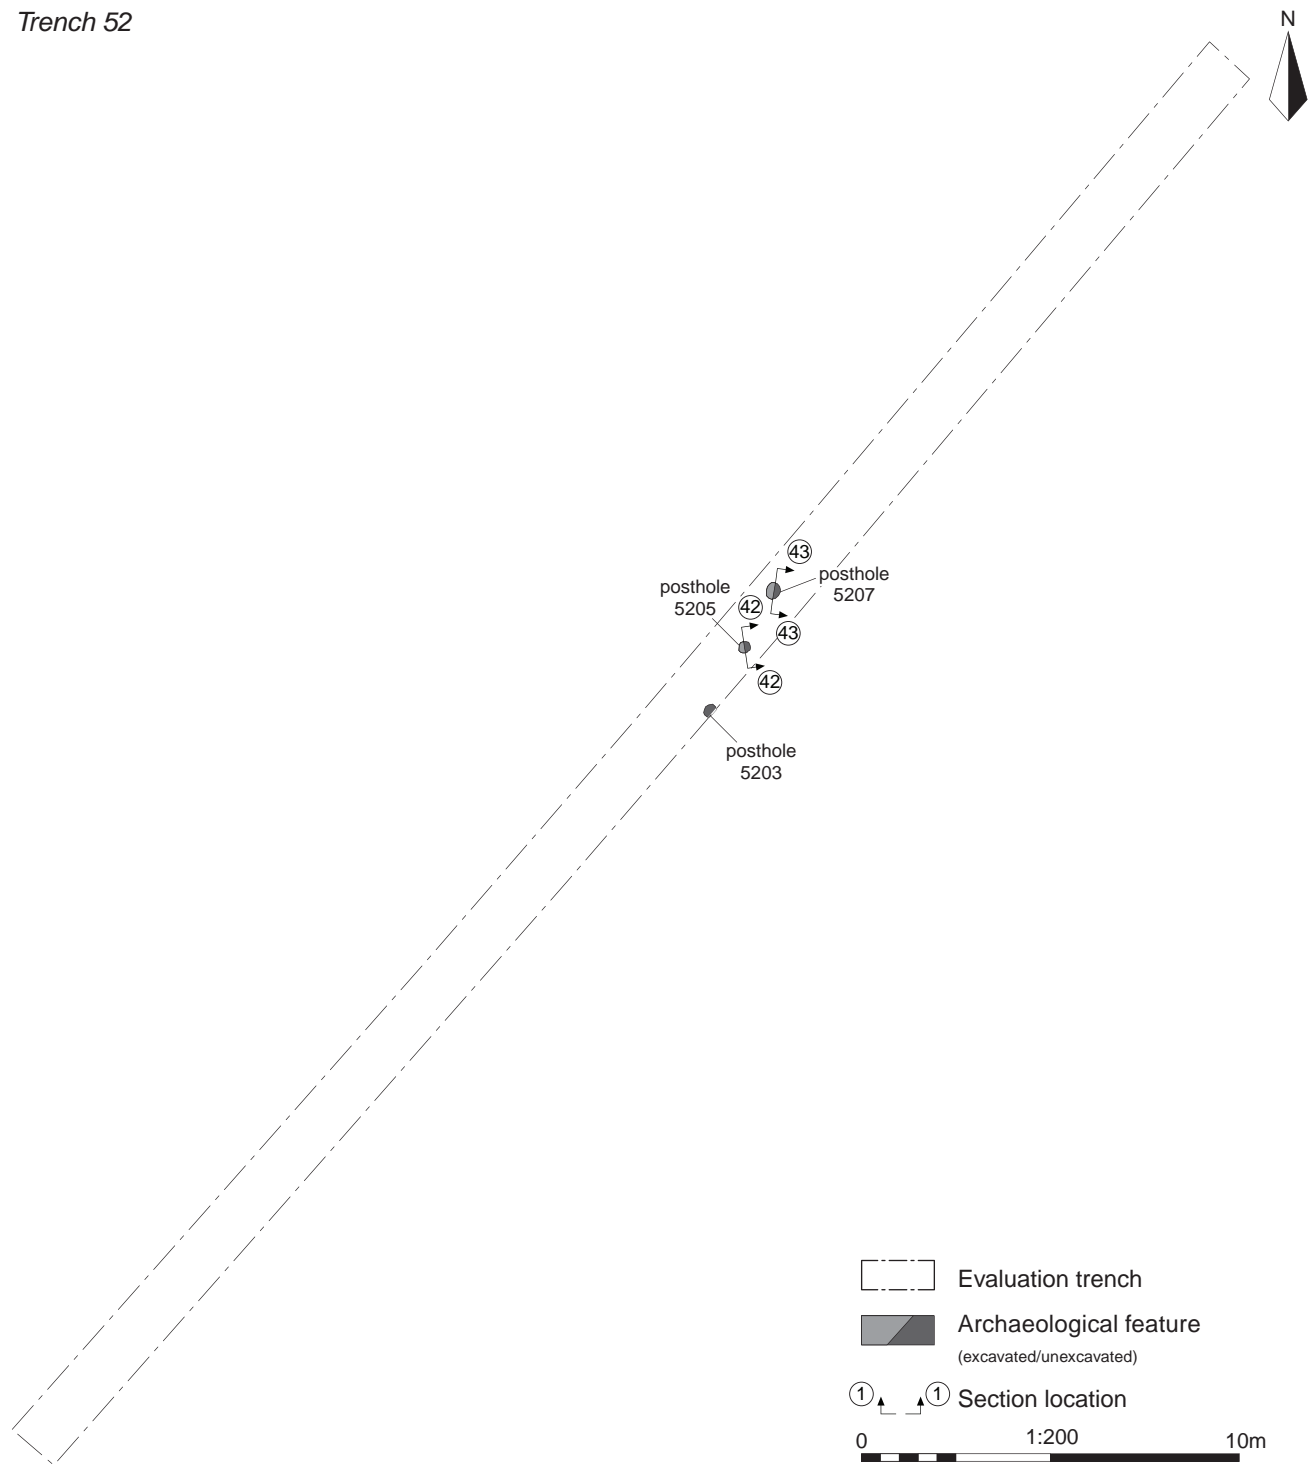 Trench 52
N
43
posthole
5207
posthole
5205
42
43
42
posthole
5203
Evaluation trench
Archaeological feature
(excavated/unexcavated)
1 1 Section location
0 1:200 10m